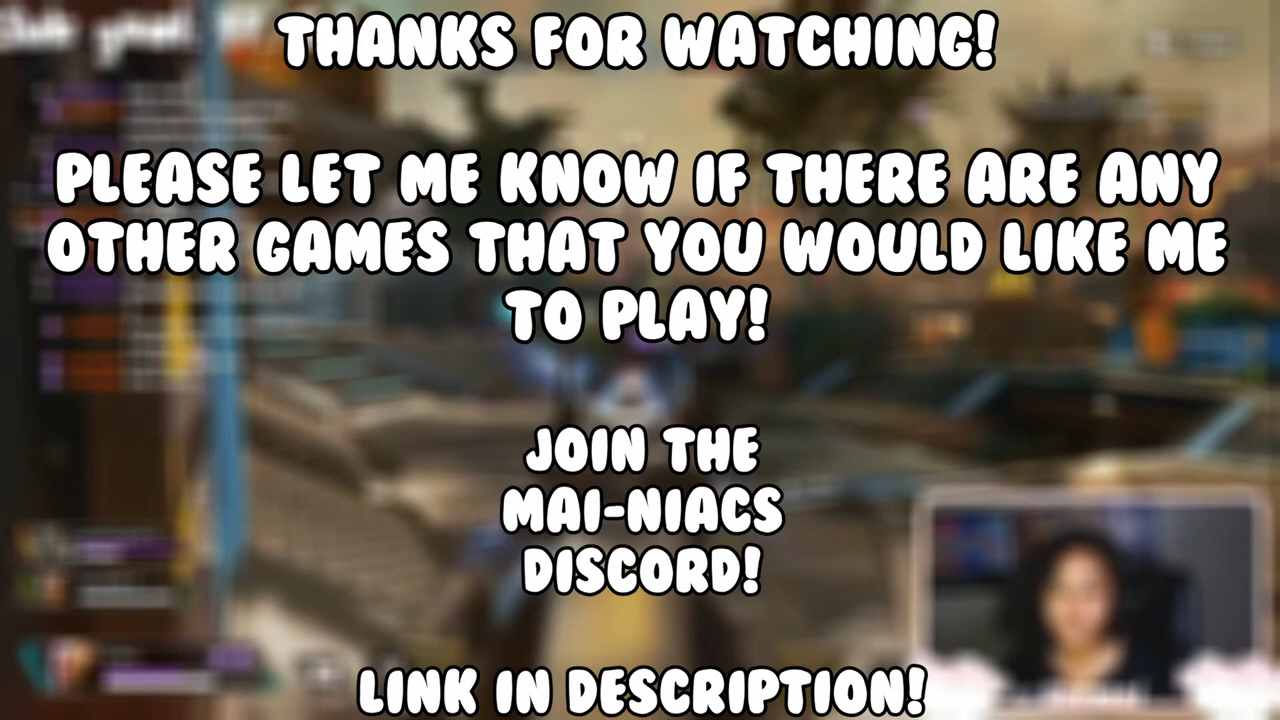 THANKS FOR WATCHING!
PLEASE LET ME KNOW IF THERE ARE ANY
OTHER GAMES THAT YOU WOULD LIKE ME
TO PLAY!
JOIN THE
MAI-NIACS
DISCORD!
LINK IN DESCRIPTION!